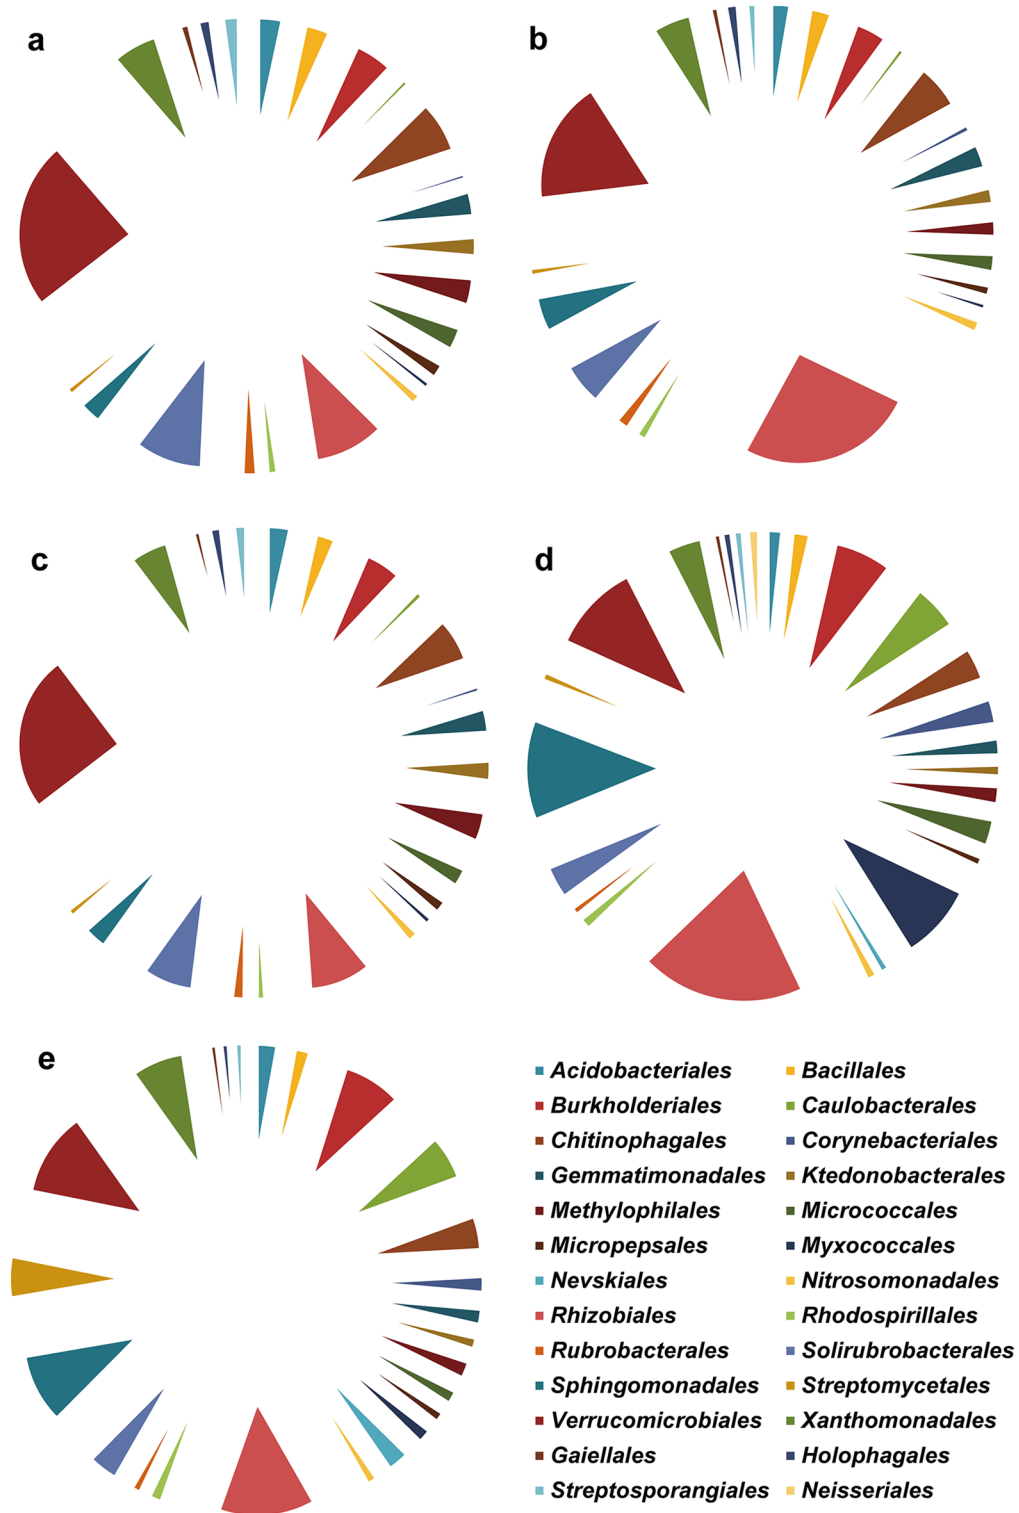 a
b
c
d
e
Acidobacteriales Bacillales
Burkholderiales Caulobacterales
Chitinophagales Corynebacteriales
Gemmatimonadales Ktedonobacterales
Methylophilales Micrococcales
Micropepsales Myxococcales
Nevskiales Nitrosomonadales
Rhizobiales Rhodospirillales
Rubrobacterales Solirubrobacterales
Sphingomonadales Streptomycetales
Verrucomicrobiales Xanthomonadales
Gaiellales Holophagales
Streptosporangiales Neisseriales